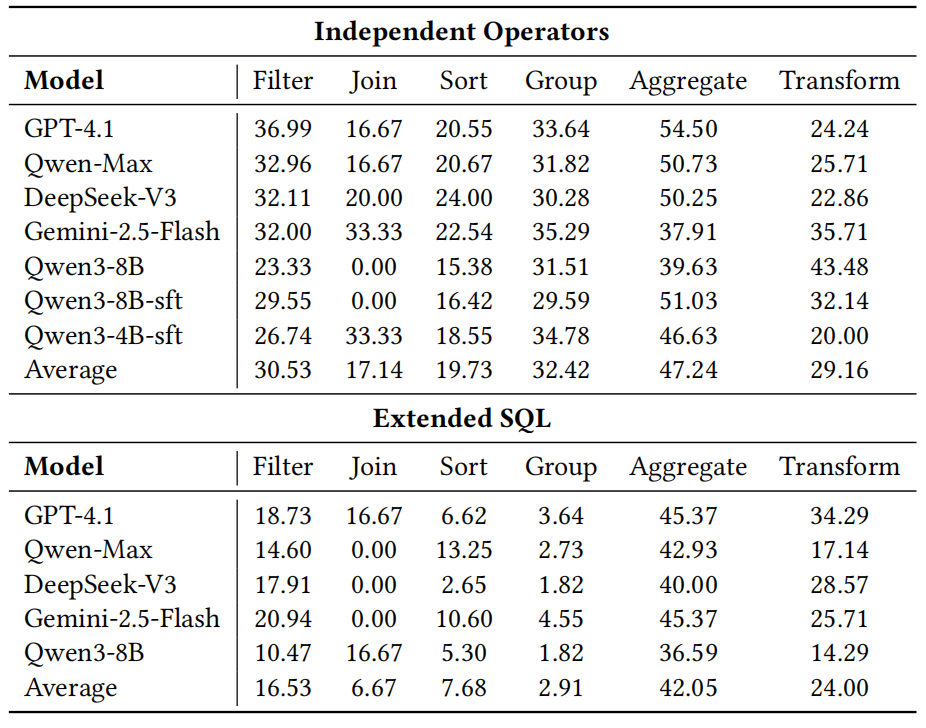 Independent Operators
Model Filter Join Sort Group Aggregate Transform
GPT-4.1 36.99 16.67 20.55 33.64 54.50 24.24
Qwen-Max 32.96 16.67 20.67 31.82 50.73 25.71
DeepSeek-V3 32.11 20.00 24.00 30.28 50.25 22.86
Gemini-2.5-Flash 32.00 33.33 22.54 35.29 37.91 35.71
Qwen3-8B 23.33 0.00 15.38 31.51 39.63 43.48
Qwen3-8B-sft 29.55 0.00 16.42 29.59 51.03 32.14
Qwen3-4B-sft 26.74 33.33 18.55 34.78 46.63 20.00
Average 30.53 17.14 19.73 32.42 47.24 29.16
Extended SQL
Model Filter Join Sort Group Aggregate Transform
GPT-4.1 18.73 16.67 6.62 3.64 45.37 34.29
Qwen-Max 14.60 0.00 13.25 2.73 42.93 17.14
DeepSeek-V3 17.91 0.00 2.65 1.82 40.00 28.57
Gemini-2.5-Flash 20.94 0.00 10.60 4.55 45.37 25.71
Qwen3-8B 10.47 16.67 5.30 1.82 36.59 14.29
Average 16.53 6.67 7.68 2.91 42.05 24.00